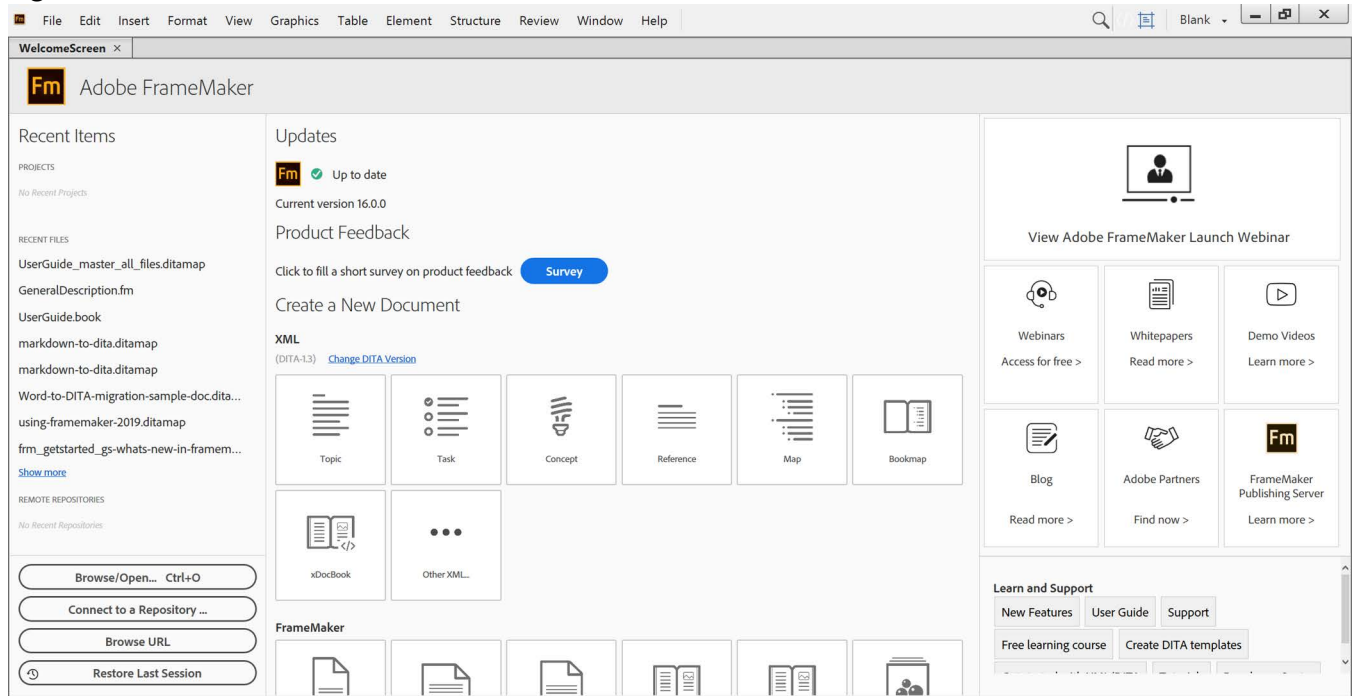 File Edit Insert Format View Graphics Table Element Structure Review Window Help
Blank
WelcomeScreen ×
Fm Adobe FrameMaker
Recent Items
PROJECTS
No Recent Projects
RECENT FILES
UserGuide_master_all_files.ditamap
GeneralDescription.fm
UserGuide.book
markdown-to-dita.ditamap
markdown-to-dita.ditamap
Word-to-DITA-migration-sample-doc.dita...
using-framemaker-2019.ditamap
frm_getstarted_gs-whats-new-in-framem...
Show more
REMOTE REPOSITORIES
No Recent Repositories
Browse/Open... Ctrl+O
Connect to a Repository ...
Browse URL
Restore Last Session
Updates
Fm Up to date
Current version 16.0.0
Product Feedback
Click to fill a short survey on product feedback Survey
Create a New Document
XML
(DITA-1.3) Change DITA Version
Topic Task Concept Reference Map Bookmap
xDocBook Other XML...
FrameMaker
View Adobe FrameMaker Launch Webinar
Webinars Whitepapers Demo Videos
Access for free > Read more > Learn more >
Fm
Blog Adobe Partners FrameMaker
Publishing Server
Read more > Find now > Learn more >
Learn and Support
New Features User Guide Support
Free learning course Create DITA templates